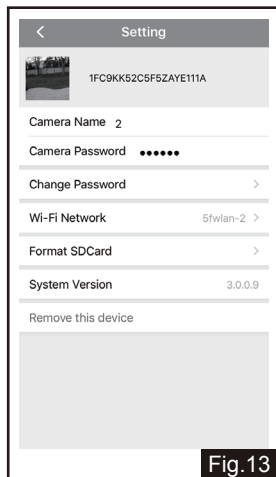 Setting
1FC9KK52C5F5ZAYE111A
Camera Name 2
Camera Password ●●●●●●
Change Password >
Wi-Fi Network 5fwlan-2 >
Format SDCard >
System Version 3.0.0.9
Remove this device
Fig.13